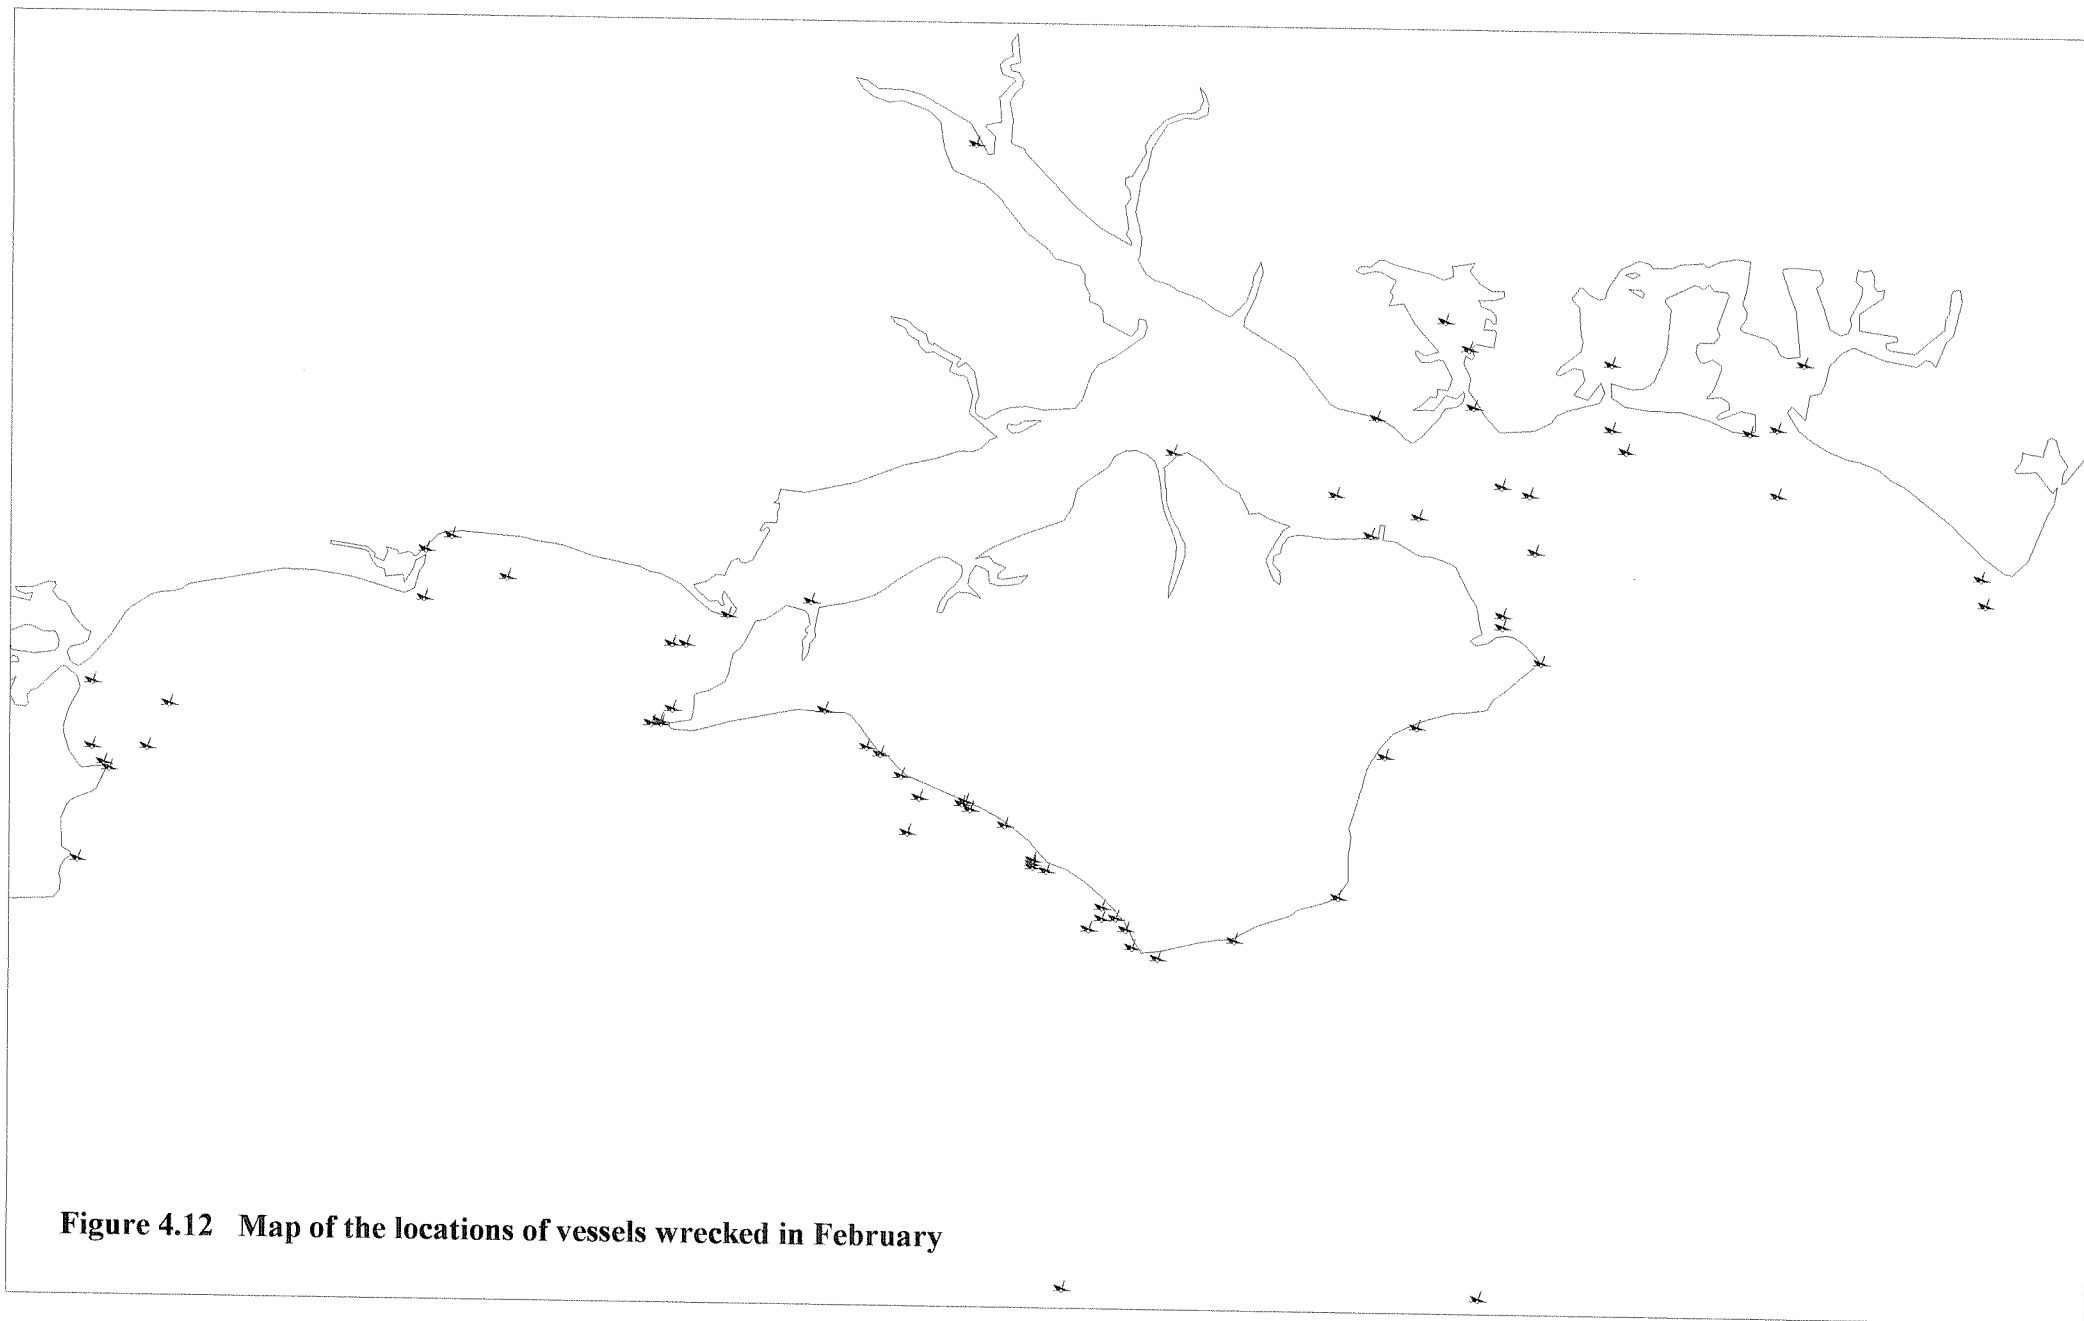 Figure 4.12 Map of the locations of vessels wrecked in February